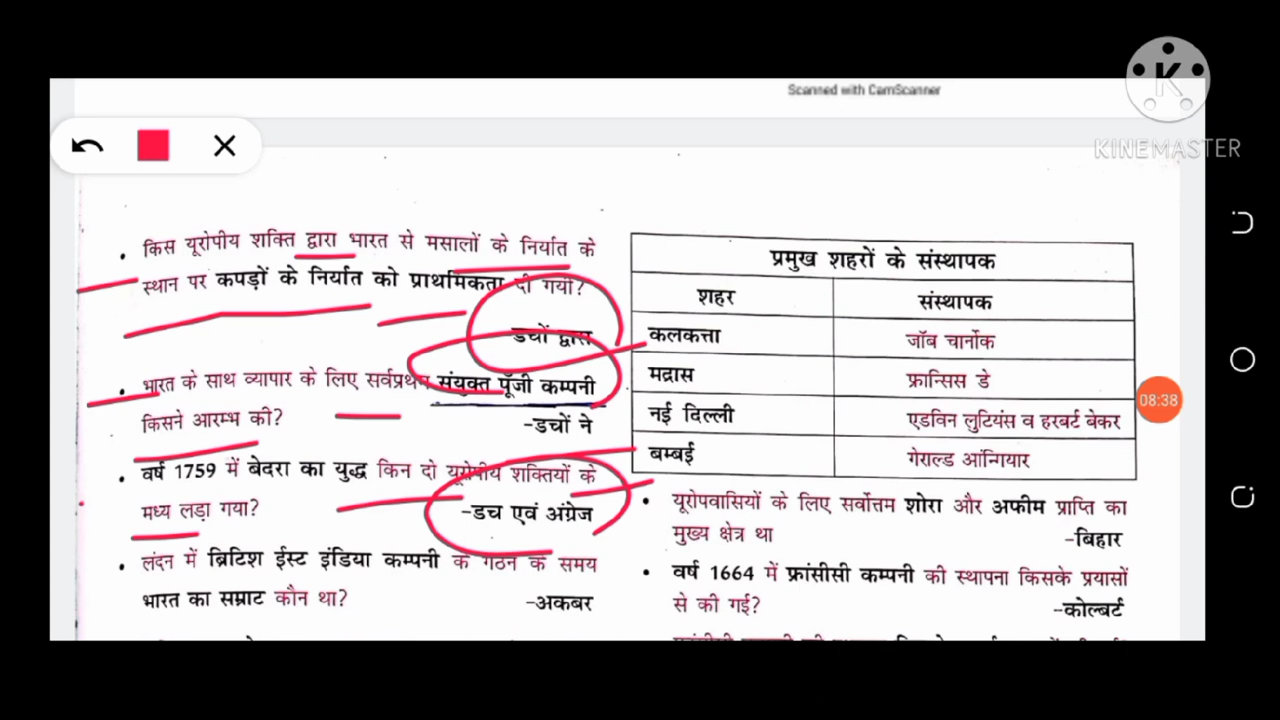 Scanned with CamScanner
KINEMASTER
किस यूरोपीय शक्ति द्वारा भारत से मसालों के निर्यात के
स्थान पर कपड़ों के निर्यात को प्राथमिकता दी गयी?
डचों द्वारा
भारत के साथ व्यापार के लिए सर्वप्रथम संयुक्त पूँजी कम्पनी
किसने आरम्भ की?
-डचों ने
वर्ष 1759 में बेदरा का युद्ध किन दो यूरोपीय शक्तियों के
मध्य लड़ा गया?
-डच एवं अंग्रेज
लंदन में ब्रिटिश ईस्ट इंडिया कम्पनी के गठन के समय
भारत का सम्राट कौन था?
-अकबर
प्रमुख शहरों के संस्थापक
शहर संस्थापक
कलकत्ता जॉब चार्नोक
मद्रास फ्रान्सिस डे
नई दिल्ली एडविन लुटियंस व हरबर्ट बेकर
बम्बई गेराल्ड आंन्गियार
यूरोपवासियों के लिए सर्वोत्तम शोरा और अफीम प्राप्ति का
मुख्य क्षेत्र था
-बिहार
वर्ष 1664 में फ्रांसीसी कम्पनी की स्थापना किसके प्रयासों
से की गई?
-कोल्बर्ट
08:38